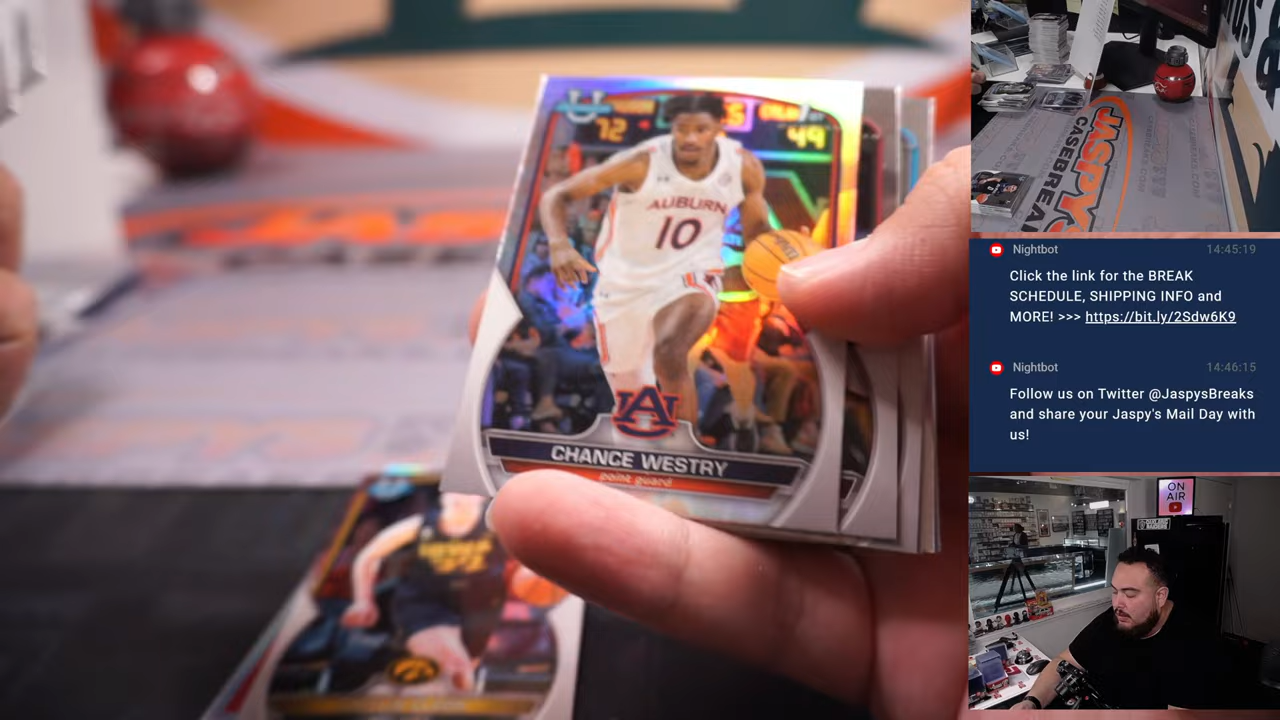 72
49
AUBURN
10
CHANCE WESTRY
point guard
JASPYS
CASEBREA
Nightbot 14:45:19
Click the link for the BREAK
SCHEDULE, SHIPPING INFO and
MORE! >>> https://bit.ly/2Sdw6K9
Nightbot 14:46:15
Follow us on Twitter @JaspysBreaks
and share your Jaspy's Mail Day with
us!
ON
AIR